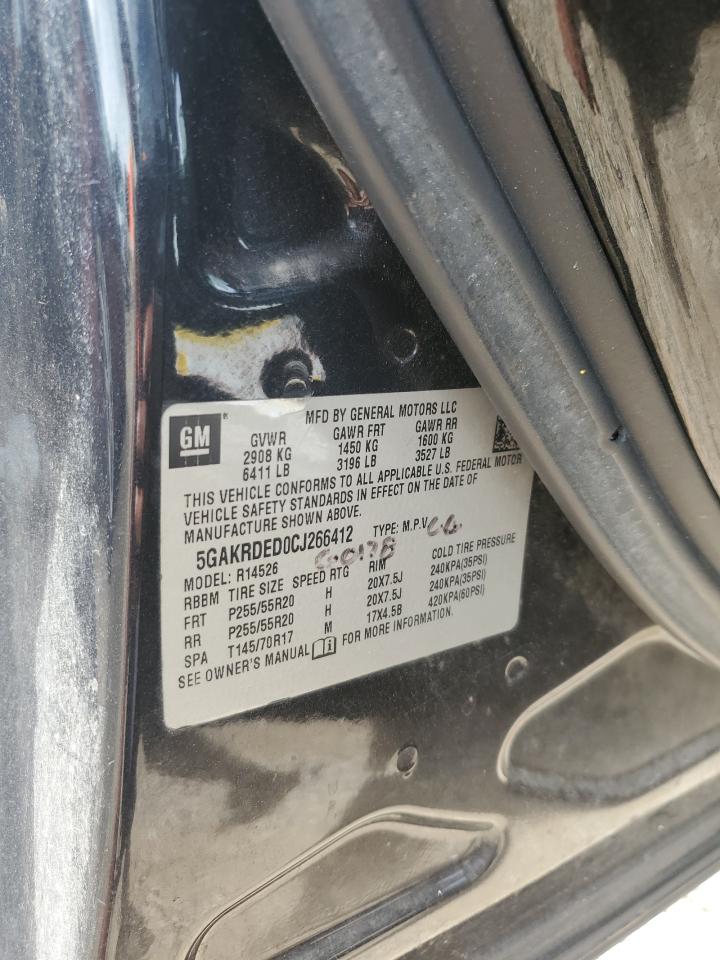 GM®
MFD BY GENERAL MOTORS LLC
GVWR GAWR FRT GAWR RR
2908 KG 1450 KG 1600 KG
6411 LB 3196 LB 3527 LB
THIS VEHICLE CONFORMS TO ALL APPLICABLE U.S. FEDERAL MOTOR
VEHICLE SAFETY STANDARDS IN EFFECT ON THE DATE OF
MANUFACTURE SHOWN ABOVE.
5GAKRDED0CJ266412 TYPE: M.P.V
MODEL: R14526
RBBM TIRE SIZE SPEED RTG RIM COLD TIRE PRESSURE
FRT P255/55R20 H 20X7.5J 240KPA(35PSI)
RR P255/55R20 H 20X7.5J 240KPA(35PSI)
SPA T145/70R17 M 17X4.5B 420KPA(60PSI)
SEE OWNER'S MANUAL FOR MORE INFORMATION.